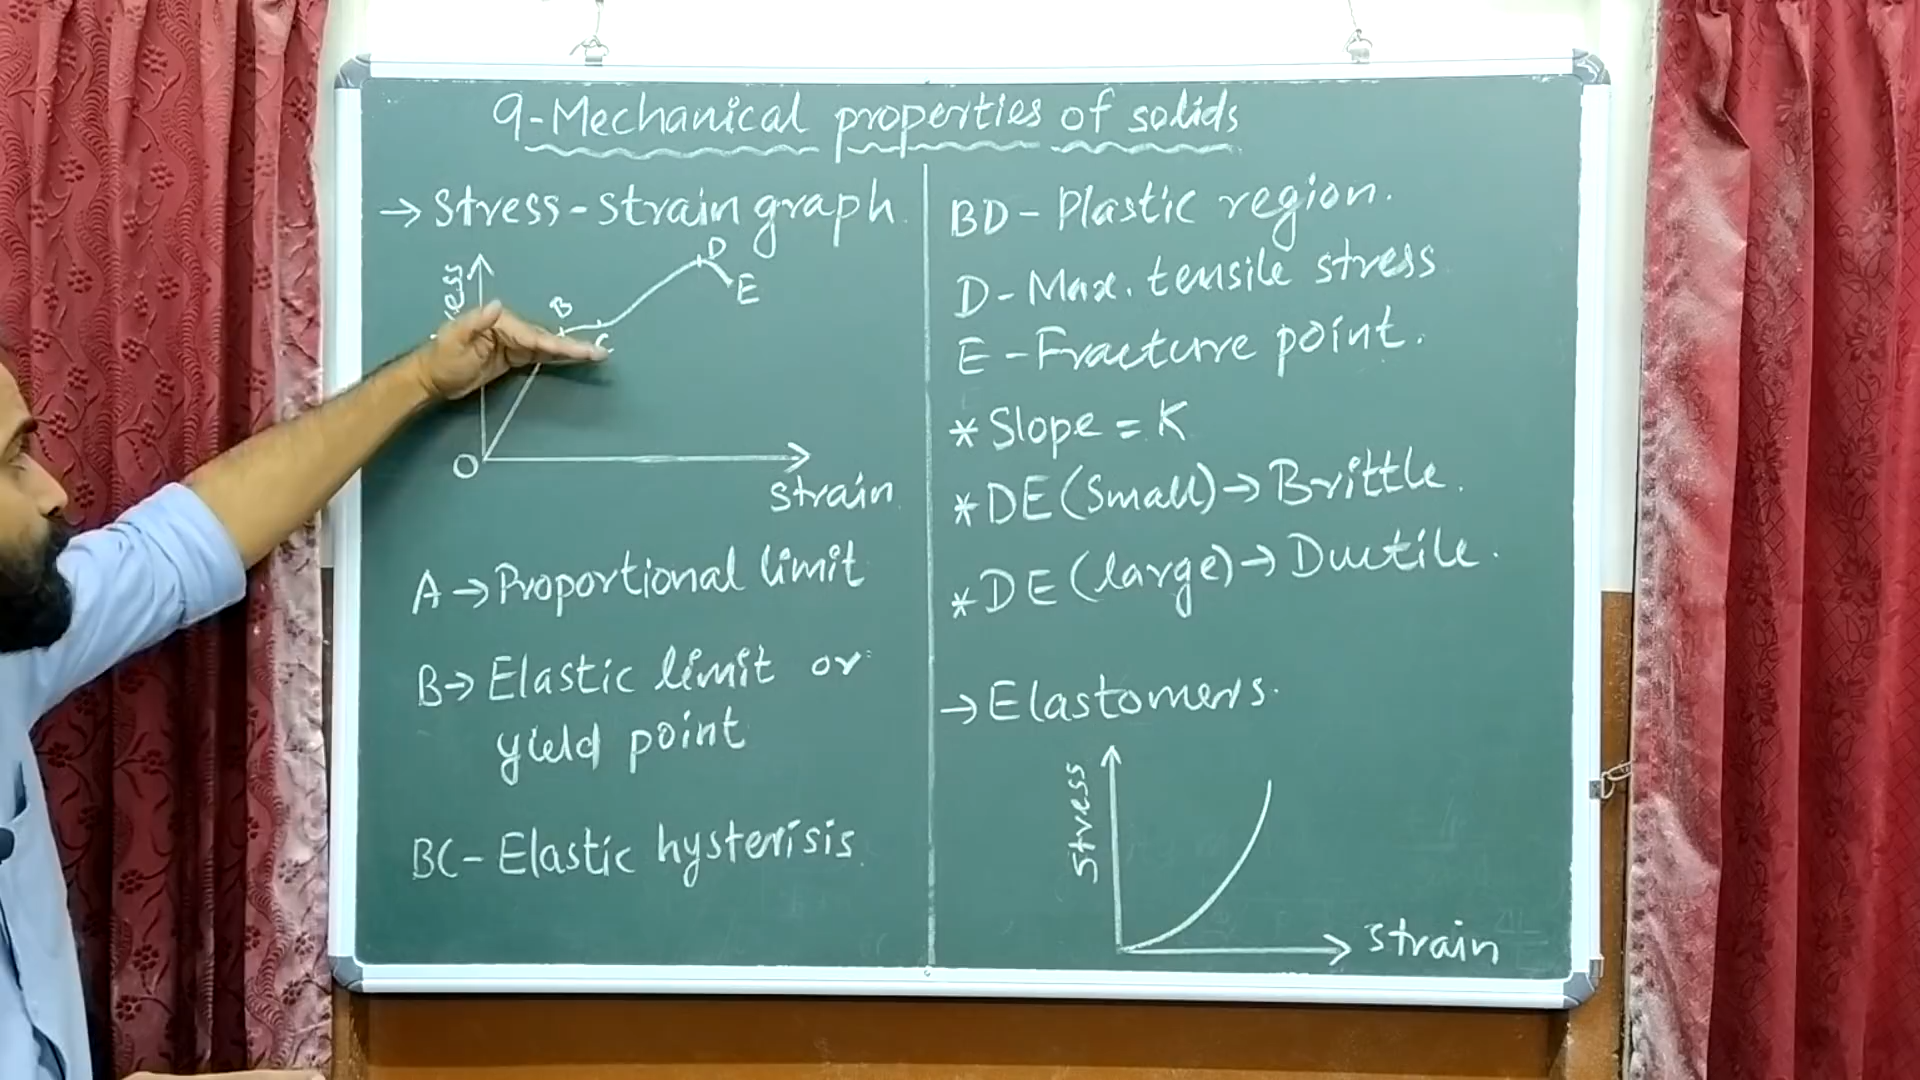 9-Mechanical properties of solids
→ Stress-strain graph
D
E
B
C
O
strain
A → Proportional limit
B → Elastic limit or
yield point
BC - Elastic hysterisis
BD - Plastic region.
D - Max. tensile stress
E - Fracture point.
* Slope = K
* DE (small) → Brittle.
* DE (large) → Ductile.
→ Elastomers.
Stress
strain